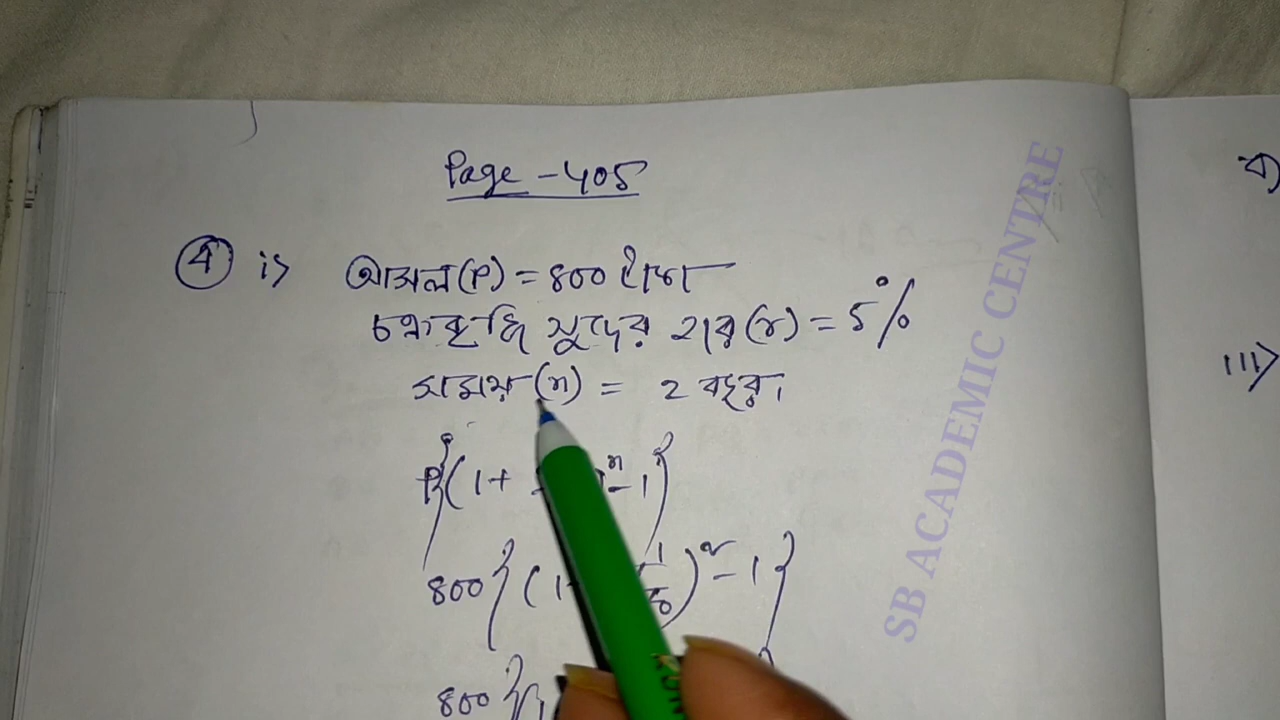 Page - 405
4 i> আসল(P) = 800 টাকা
চক্রবৃদ্ধি সুদের হার(r) = 5%
সময়(n) = 2 বছর।
P{(1+ n - 1}
800{(1 )২ - 1}
800{
iii>
SB ACADEMIC CENTRE